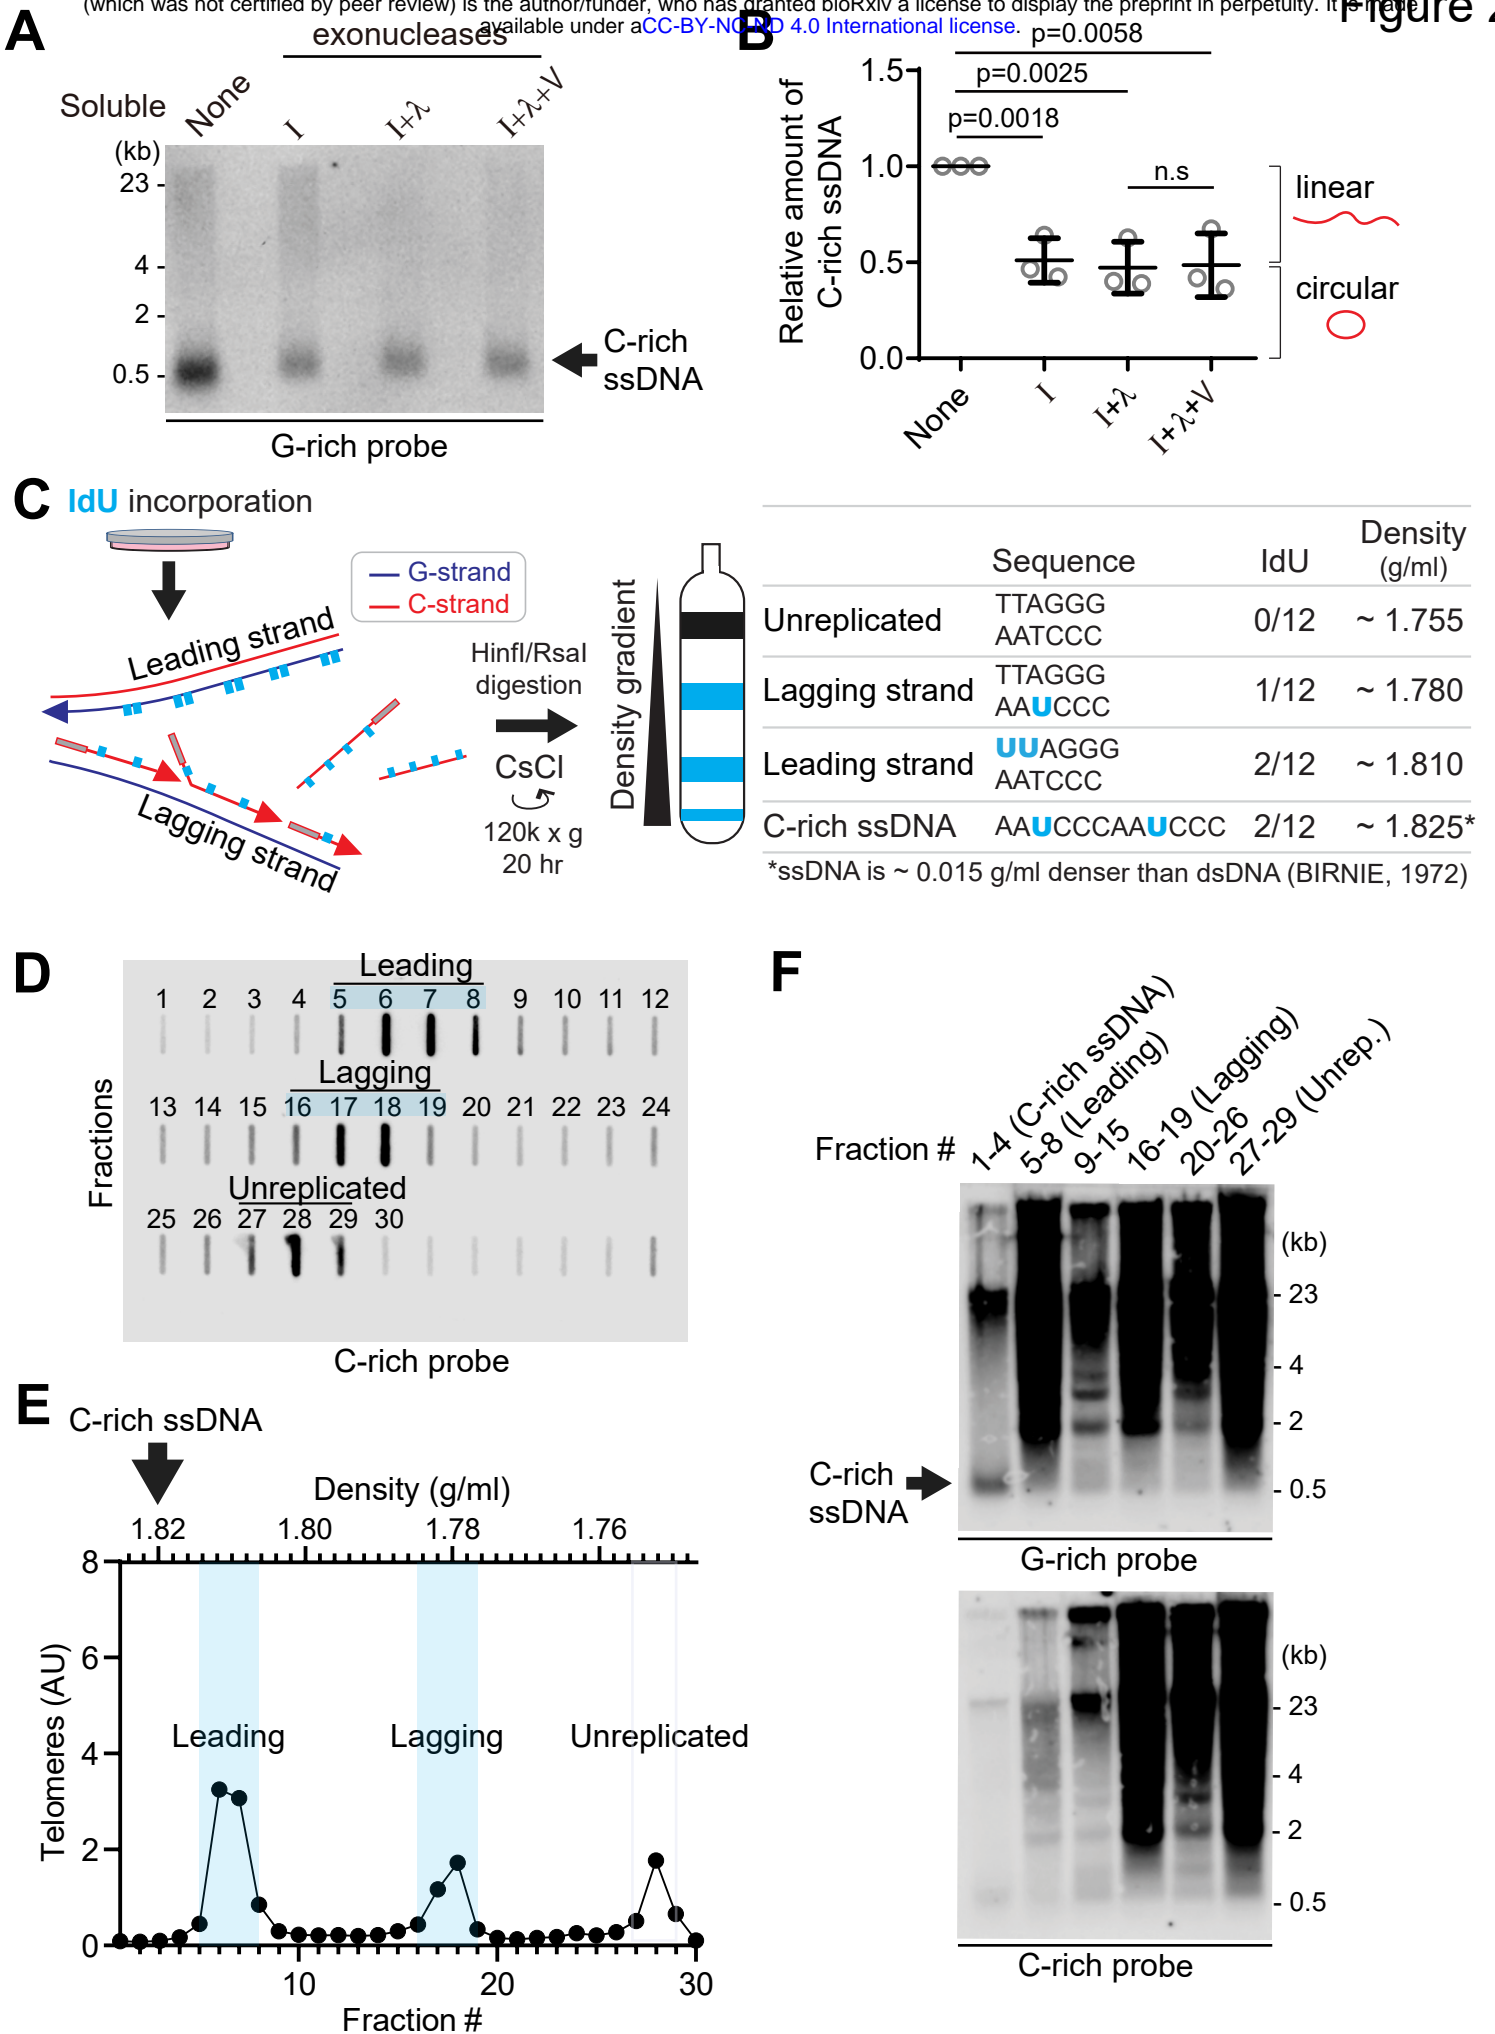 (which was not certified by peer review) is the author/funder, who has granted bioRxiv a license to display the preprint in perpetuity. It is made
available under aCC-BY-NC-ND 4.0 International license.
Figure 2
A
exonucleases
Soluble
None
I
I+λ
I+λ+V
(kb)
23 -
4 -
2 -
0.5 -
C-rich
ssDNA
G-rich probe
B
Relative amount of
C-rich ssDNA
1.5
1.0
0.5
0.0
p=0.0058
p=0.0025
p=0.0018
n.s
linear
circular
None
I
I+λ
I+λ+V
C
IdU incorporation
G-strand
C-strand
Leading strand
Lagging strand
HinfI/RsaI
digestion
CsCl
120k x g
20 hr
Density gradient
Sequence IdU Density
(g/ml)
Unreplicated TTAGGG
AATCCC 0/12 ~ 1.755
Lagging strand TTAGGG
AAUCCC 1/12 ~ 1.780
Leading strand UUAGGG
AATCCC 2/12 ~ 1.810
C-rich ssDNA AAUCCCAAUCCC 2/12 ~ 1.825*
*ssDNA is ~ 0.015 g/ml denser than dsDNA (BIRNIE, 1972)
D
Fractions
Leading
1 2 3 4 5 6 7 8 9 10 11 12
Lagging
13 14 15 16 17 18 19 20 21 22 23 24
Unreplicated
25 26 27 28 29 30
C-rich probe
E
C-rich ssDNA
Density (g/ml)
1.82 1.80 1.78 1.76
Telomeres (AU)
8
6
4
2
0
Leading Lagging Unreplicated
10 20 30
Fraction #
F
Fraction #
1-4 (C-rich ssDNA)
5-8 (Leading)
9-15
16-19 (Lagging)
20-26
27-29 (Unrep.)
(kb)
- 23
- 4
- 2
- 0.5
C-rich
ssDNA
G-rich probe
(kb)
- 23
- 4
- 2
- 0.5
C-rich probe